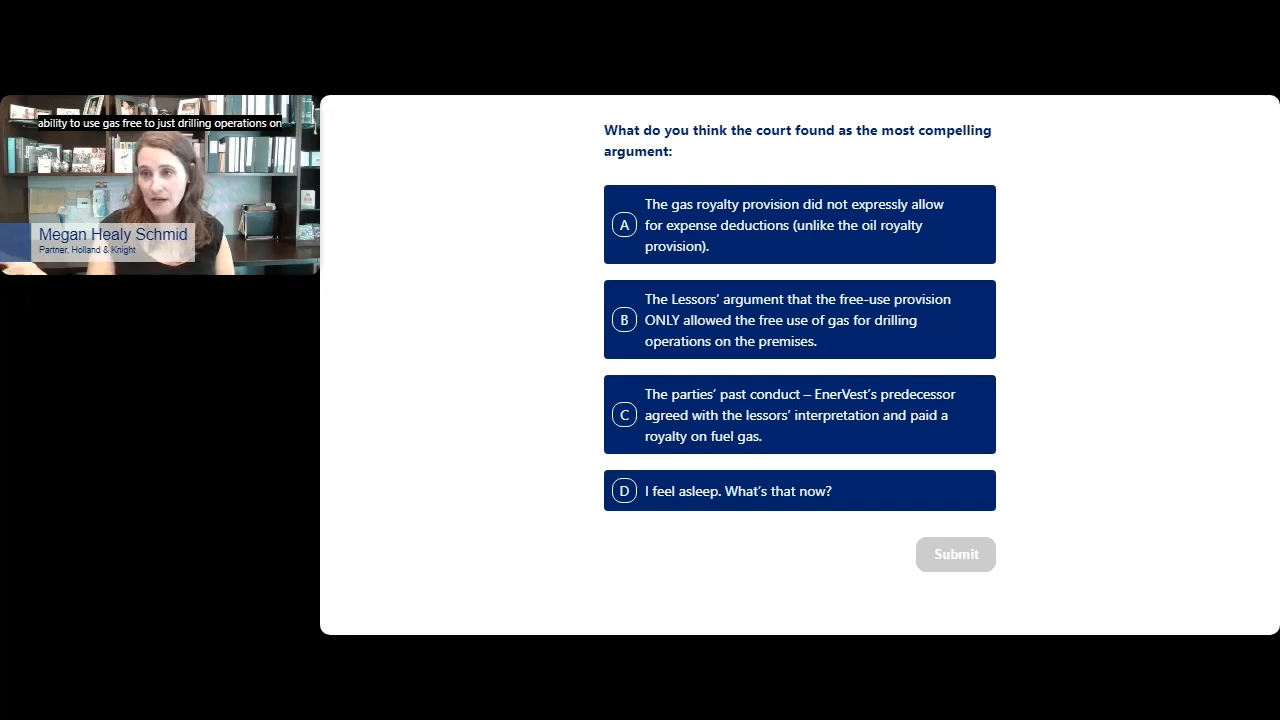 ability to use gas free to just drilling operations on
Megan Healy Schmid
Partner, Holland & Knight
What do you think the court found as the most compelling
argument:
A
The gas royalty provision did not expressly allow
for expense deductions (unlike the oil royalty
provision).
B
The Lessors’ argument that the free-use provision
ONLY allowed the free use of gas for drilling
operations on the premises.
C
The parties’ past conduct – EnerVest’s predecessor
agreed with the lessors’ interpretation and paid a
royalty on fuel gas.
D
I feel asleep. What’s that now?
Submit